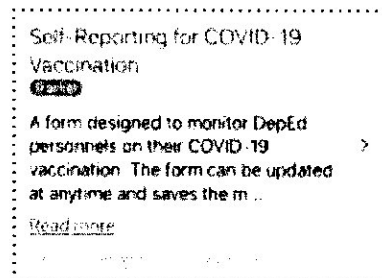 Self-Reporting for COVID-19
Vaccination
A form designed to monitor DepEd
personnels on their COVID-19
vaccination. The form can be updated
at anytime and saves the m...
Read more